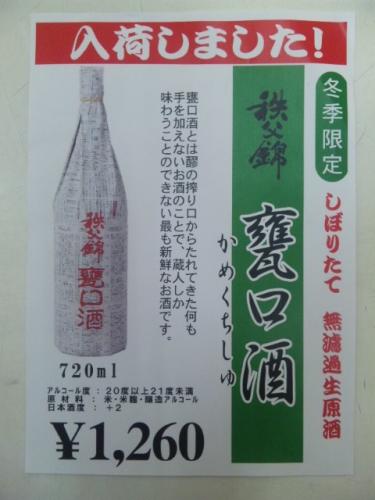 入荷しました!
冬季限定
しぼりたて 無濾過生原酒
秩父錦
甕口酒
かめくちしゅ
甕口酒とは醪の搾り口からたれてきた何も
手を加えないお酒のことで、蔵人しか
味わうことのできない最も新鮮なお酒です。
秩父錦
甕口酒
720ml
アルコール度 : 20度以上21度未満
原材料 : 米・米麹・醸造アルコール
日本酒度 : +2
¥1,260